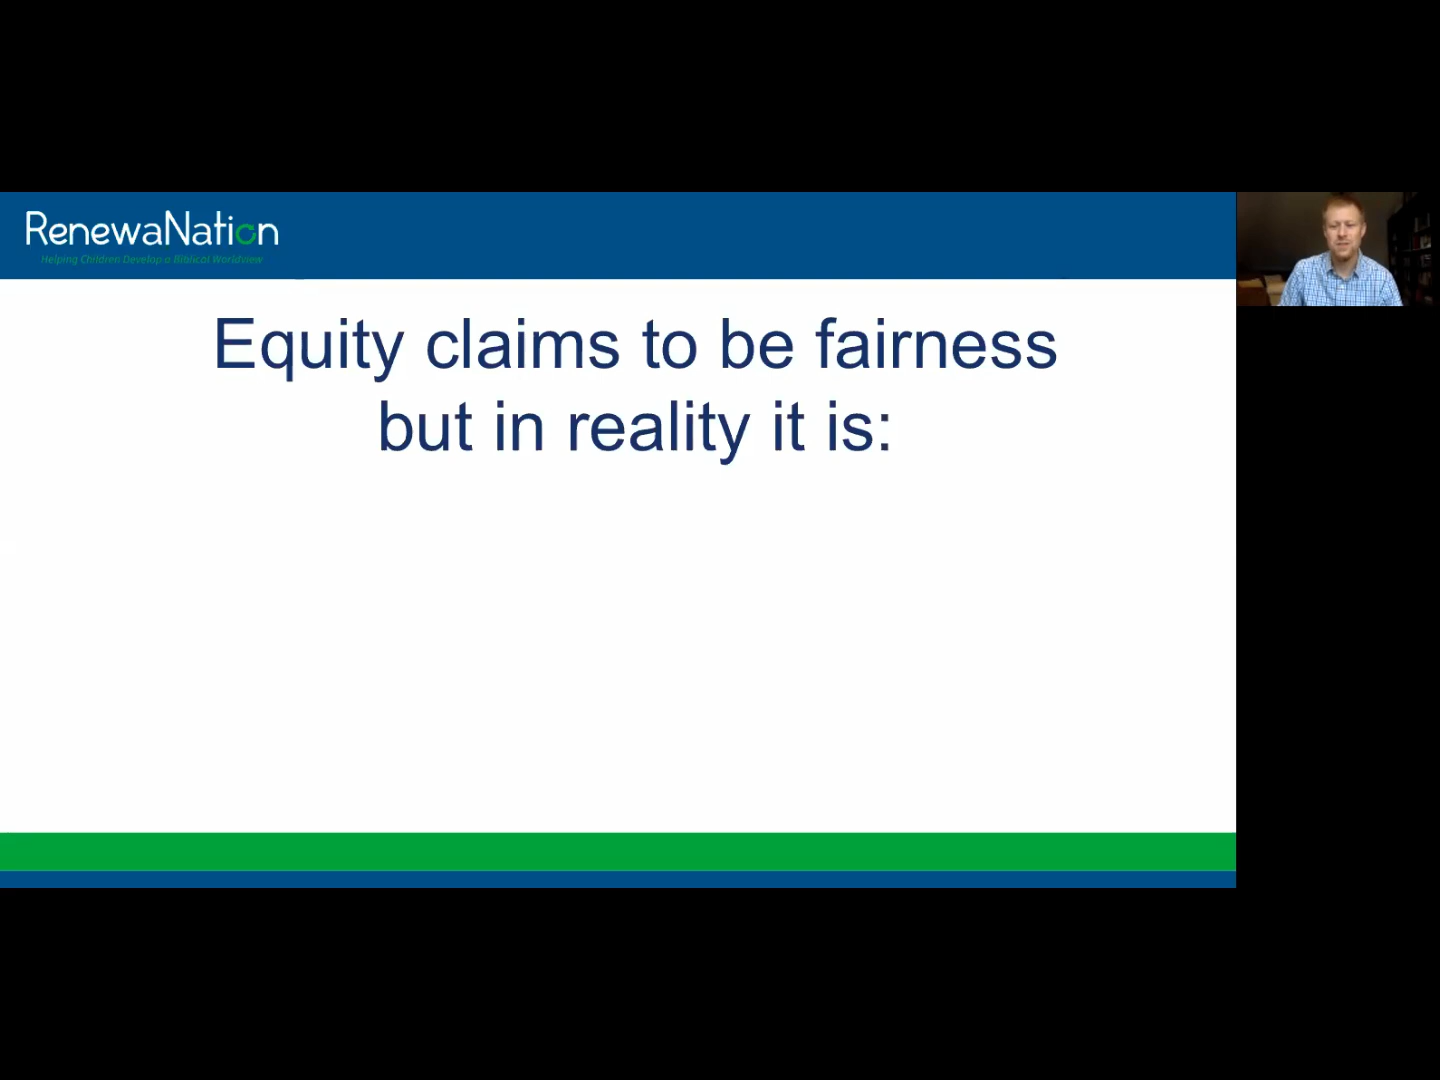 RenewaNation
Helping Children Develop a Biblical Worldview
Equity claims to be fairness
but in reality it is: